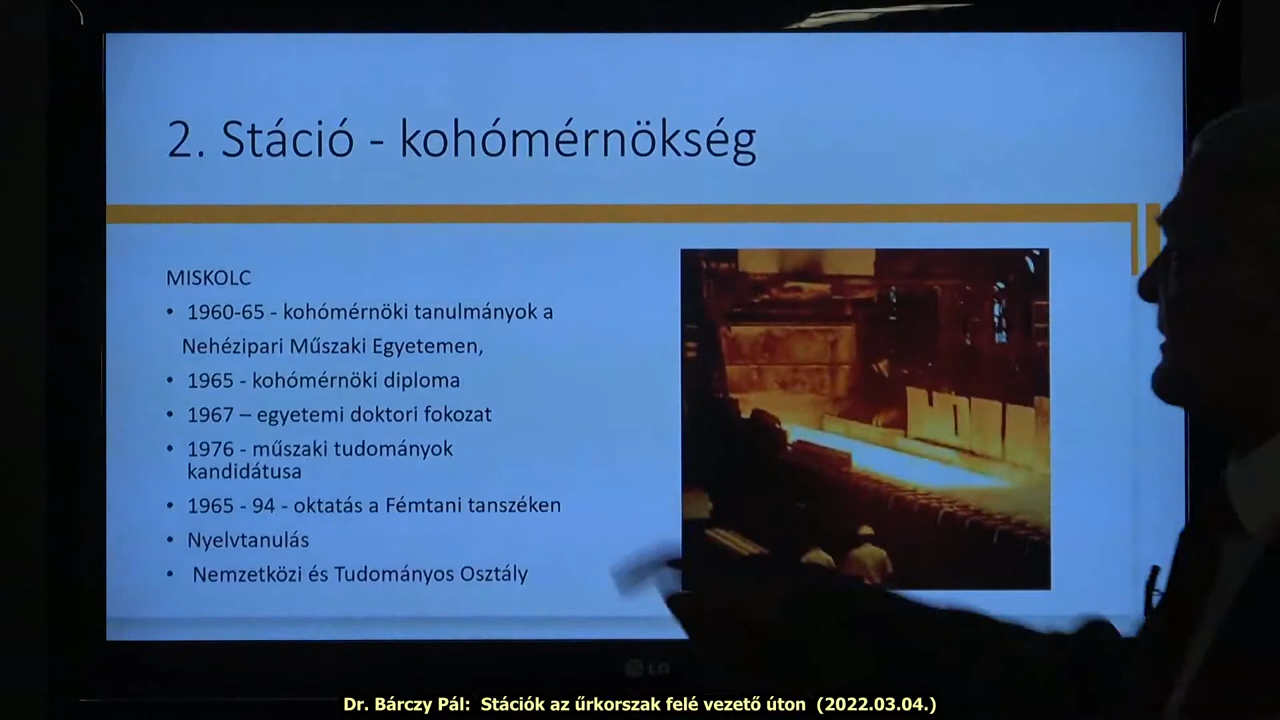 2. Stáció - kohómérnökség
MISKOLC
• 1960-65 - kohómérnöki tanulmányok a
Nehézipari Műszaki Egyetemen,
• 1965 - kohómérnöki diploma
• 1967 – egyetemi doktori fokozat
• 1976 - műszaki tudományok
kandidátusa
• 1965 - 94 - oktatás a Fémtani tanszéken
• Nyelvtanulás
• Nemzetközi és Tudományos Osztály
LG
Dr. Bárczy Pál: Stációk az űrkorszak felé vezető úton (2022.03.04.)